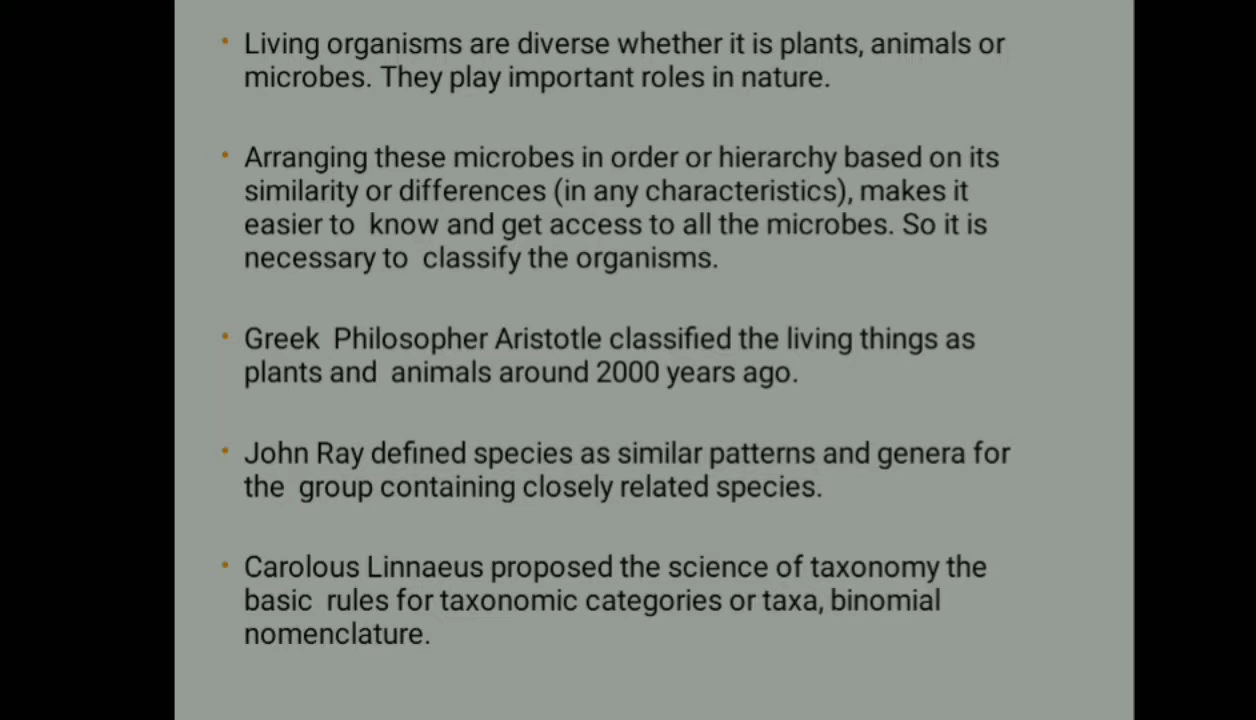 • Living organisms are diverse whether it is plants, animals or
microbes. They play important roles in nature.
• Arranging these microbes in order or hierarchy based on its
similarity or differences (in any characteristics), makes it
easier to  know and get access to all the microbes. So it is
necessary to  classify the organisms.
• Greek  Philosopher Aristotle classified the living things as
plants and  animals around 2000 years ago.
• John Ray defined species as similar patterns and genera for
the  group containing closely related species.
• Carolous Linnaeus proposed the science of taxonomy the
basic  rules for taxonomic categories or taxa, binomial
nomenclature.